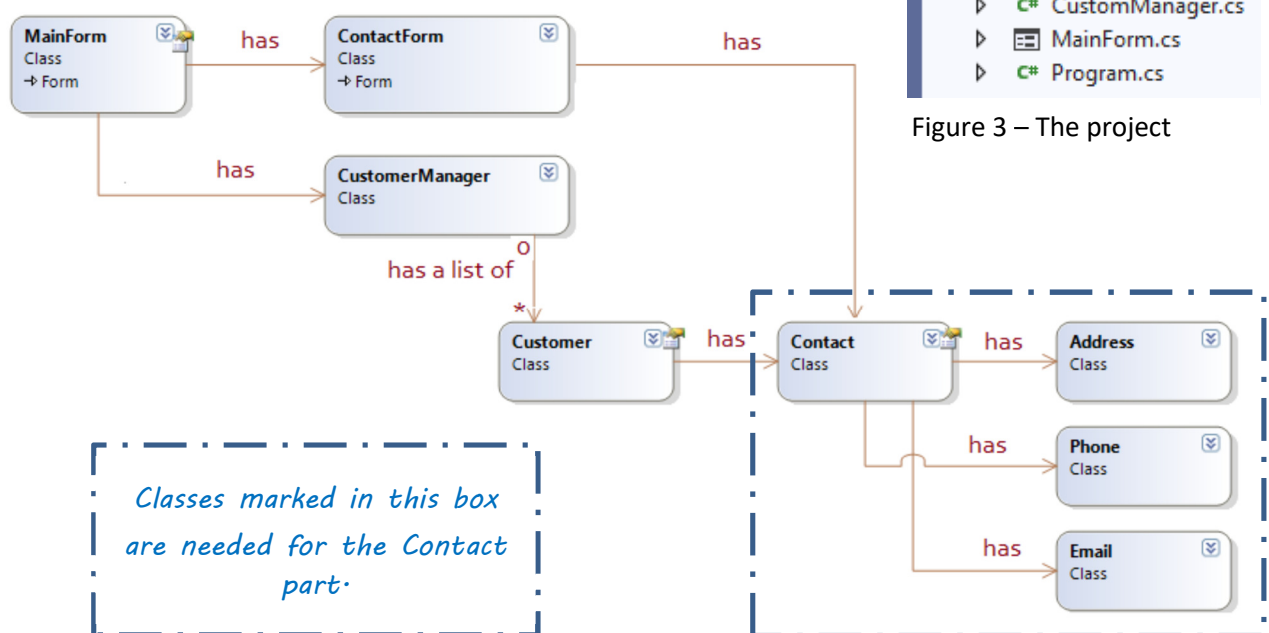 C# CustomManager.cs
MainForm.cs
C# Program.cs
Figure 3 – The project
MainForm
Class
Form
has
ContactForm
Class
Form
has
has
CustomerManager
Class
0
has a list of
*
Customer
Class
has
Contact
Class
has
Address
Class
has
Phone
Class
has
Email
Class
Classes marked in this box
are needed for the Contact
part.